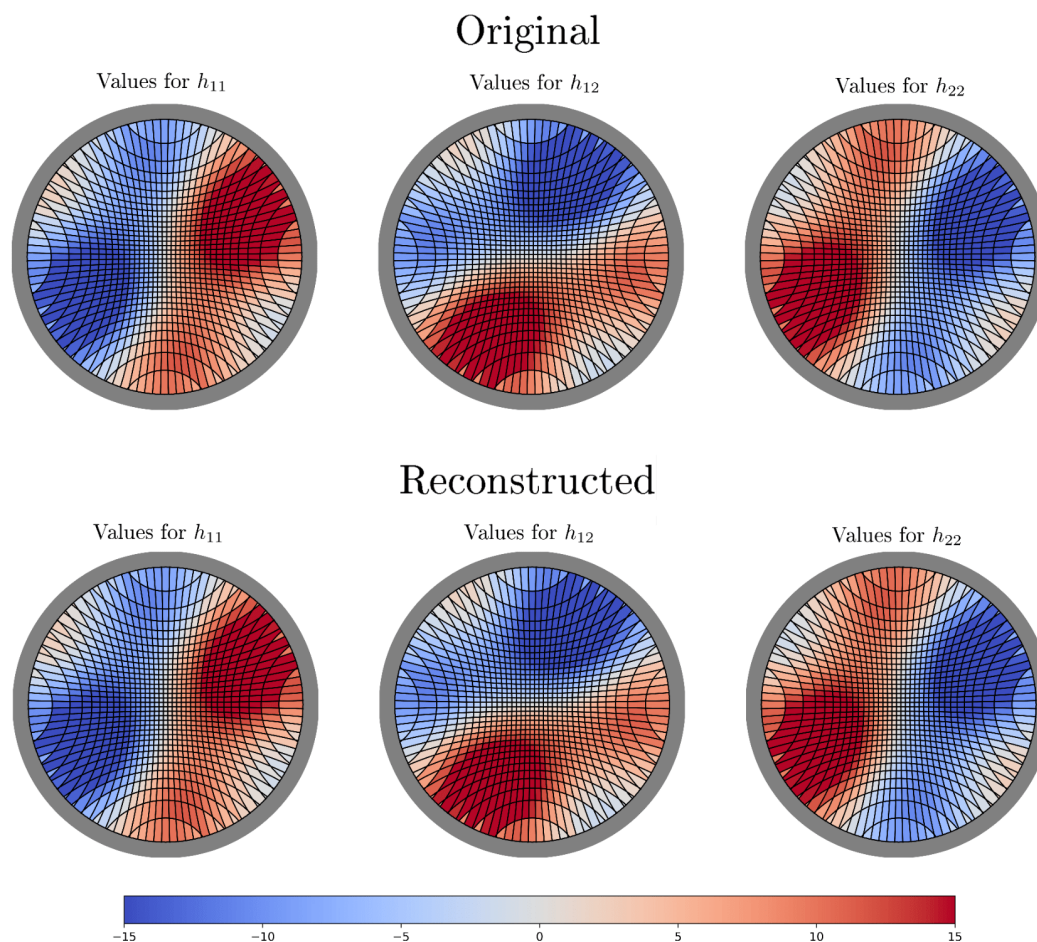 Original
Values for h₁₁
Values for h₁₂
Values for h₂₂
Reconstructed
Values for h₁₁
Values for h₁₂
Values for h₂₂
−15 −10 −5 0 5 10 15